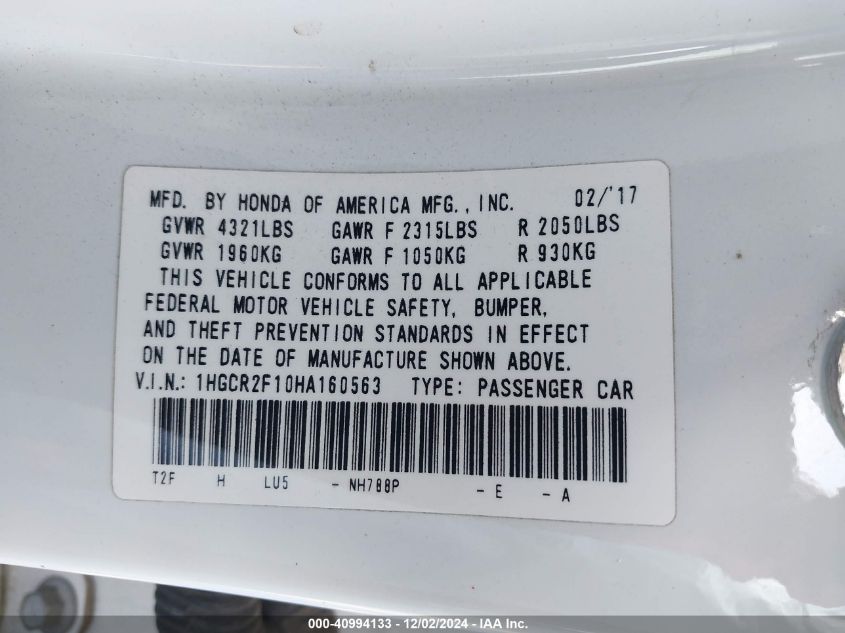 MFD. BY HONDA OF AMERICA MFG., INC. 02/'17
GVWR 4321LBS GAWR F 2315LBS R 2050LBS
GVWR 1960KG GAWR F 1050KG R 930KG
THIS VEHICLE CONFORMS TO ALL APPLICABLE
FEDERAL MOTOR VEHICLE SAFETY, BUMPER,
AND THEFT PREVENTION STANDARDS IN EFFECT
ON THE DATE OF MANUFACTURE SHOWN ABOVE.
V.I.N.: 1HGCR2F10HA160563 TYPE: PASSENGER CAR
T2F H LU5 - NH788P - E - A
000-40994133 - 12/02/2024 - IAA Inc.